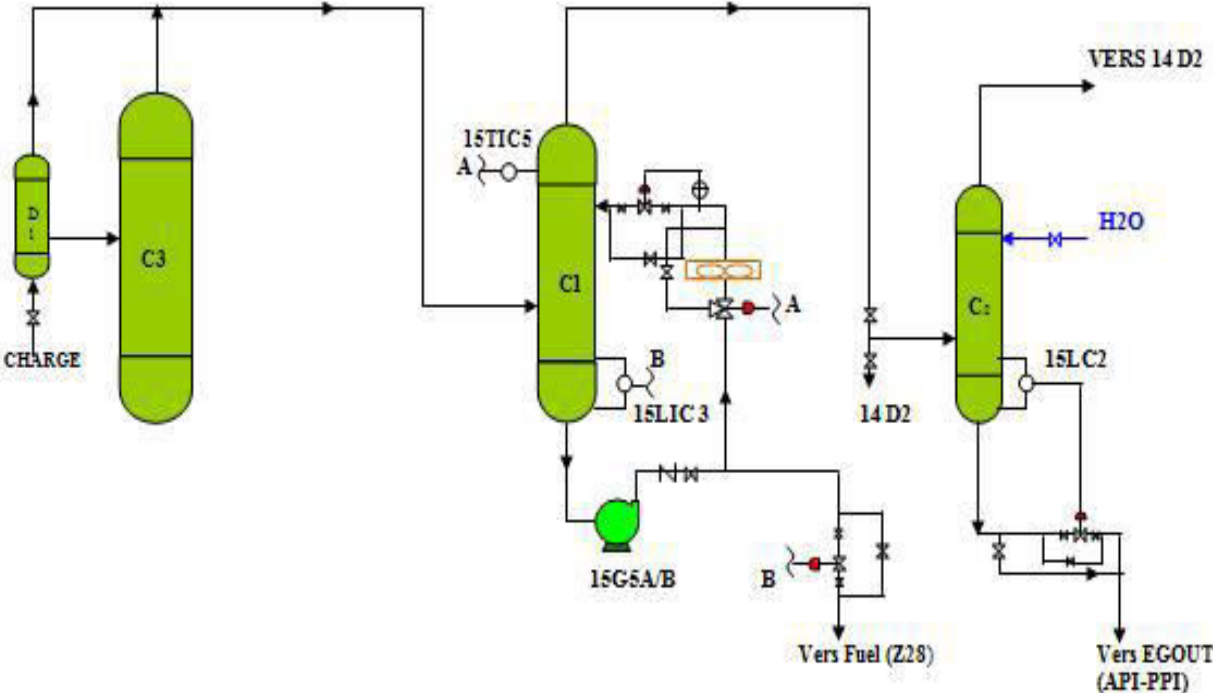 VERS 14 D2
15TIC5
A
D
1
H2O
C3
C1
C2
A
CHARGE
B
15LC2
15LIC 3
14 D2
15G5A/B
B
Vers Fuel (Z28)
Vers EGOUT
(API-PPI)